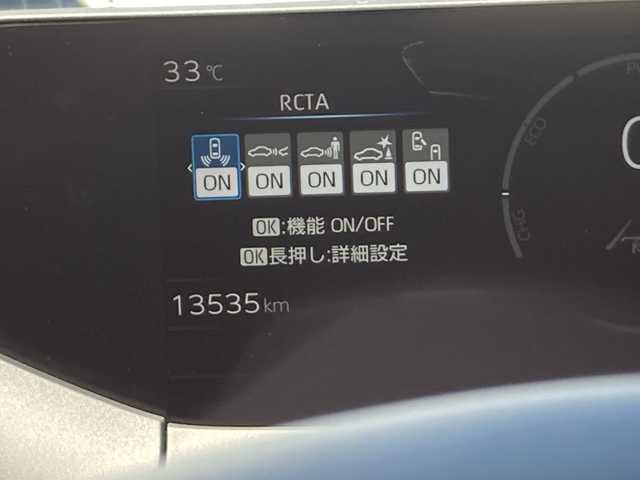 33℃
RCTA
ON ON ON ON ON
OK:機能 ON/OFF
OK長押し:詳細設定
13535km
ECO
CHG